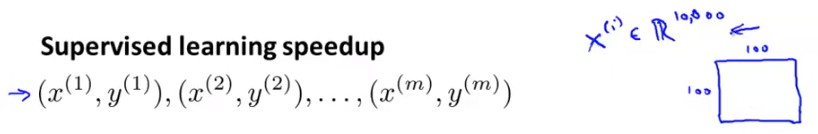 Supervised learning speedup
→ (x^{(1)}, y^{(1)}), (x^{(2)}, y^{(2)}), ..., (x^{(m)}, y^{(m)})
x^{(i)} ∈ ℝ^{10,000} ←
100
100